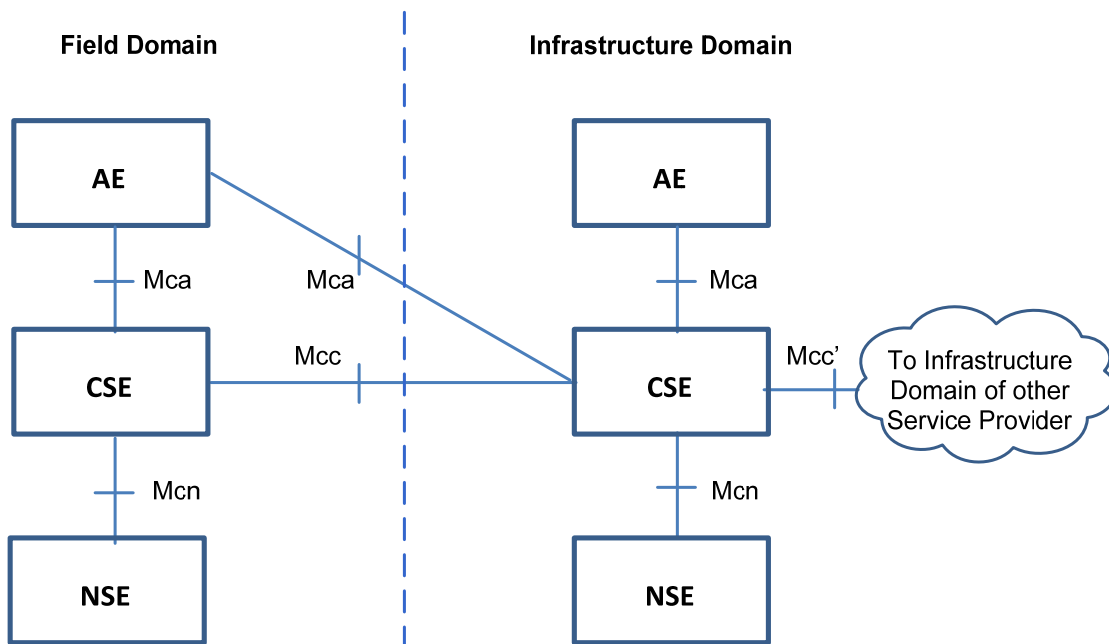 Field Domain
Infrastructure Domain
AE
AE
Mca
Mca
Mca
CSE
Mcc
CSE
Mcc’
To Infrastructure
Domain of other
Service Provider
Mcn
Mcn
NSE
NSE